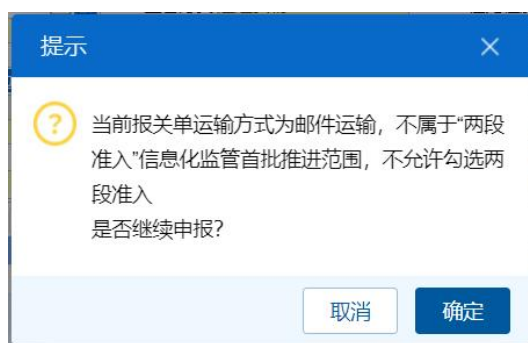 提示
当前报关单运输方式为邮件运输，不属于“两段
准入”信息化监管首批推进范围，不允许勾选两
段准入
是否继续申报？
取消
确定